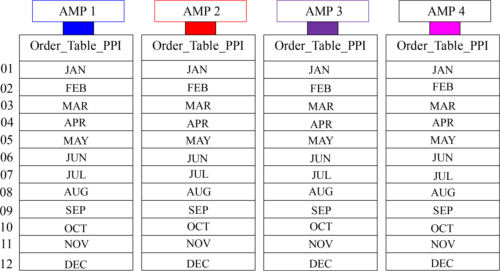 AMP 1 AMP 2 AMP 3 AMP 4
Order_Table_PPI Order_Table_PPI Order_Table_PPI Order_Table_PPI
01 JAN JAN JAN JAN
02 FEB FEB FEB FEB
03 MAR MAR MAR MAR
04 APR APR APR APR
05 MAY MAY MAY MAY
06 JUN JUN JUN JUN
07 JUL JUL JUL JUL
08 AUG AUG AUG AUG
09 SEP SEP SEP SEP
10 OCT OCT OCT OCT
11 NOV NOV NOV NOV
12 DEC DEC DEC DEC